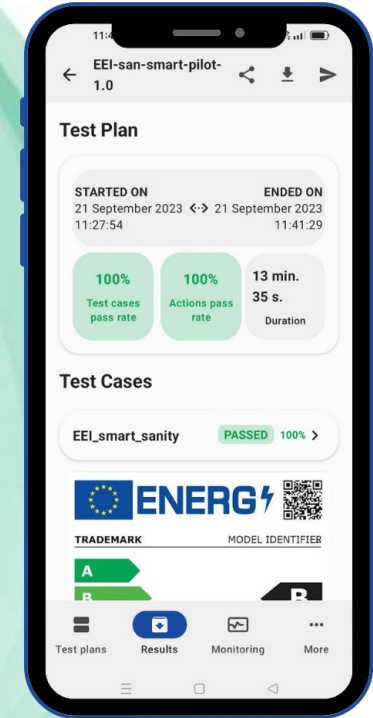 11:4
EEI-san-smart-pilot-
1.0
Test Plan
STARTED ON
ENDED ON
21 September 2023
21 September 2023
11:27:54
11:41:29
100%
Test cases
pass rate
100%
Actions pass
rate
13 min.
35 s.
Duration
Test Cases
EEI_smart_sanity
PASSED
100%
ENERG
TRADEMARK
MODEL IDENTIFIER
A
B
B
Test plans
Results
Monitoring
More